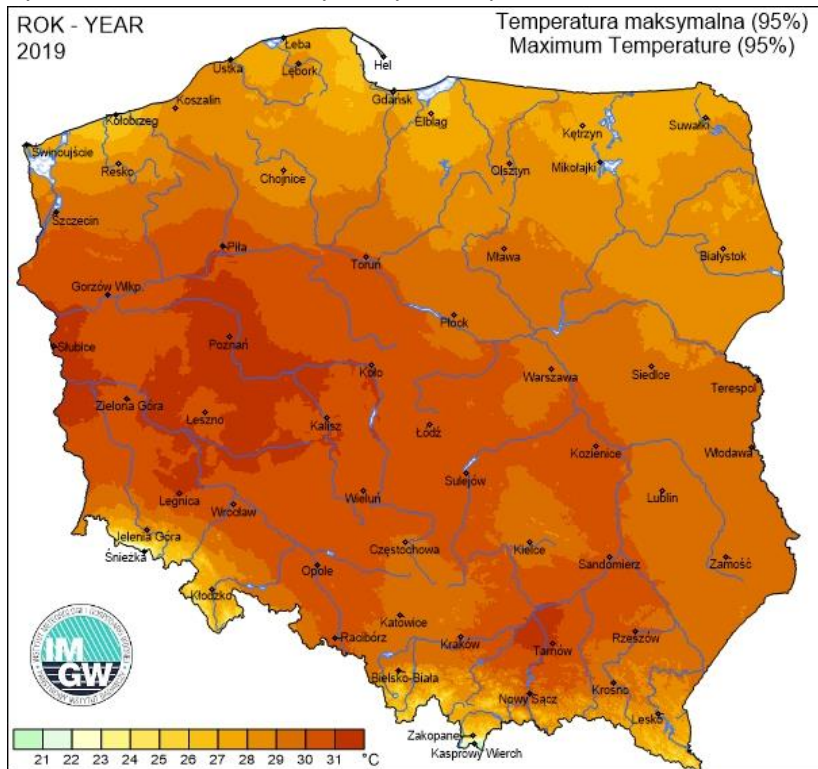 ROK - YEAR
2019
Temperatura maksymalna (95%)
Maximum Temperature (95%)
Łeba
Hel
Ustka
Lębork
Gdańsk
Koszalin
Kołobrzeg
Elbląg
Kętrzyn
Suwałki
Świnoujście
Resko
Chojnice
Olsztyn
Mikołajki
Szczecin
Piła
Toruń
Mława
Białystok
Gorzów Wlkp.
Płock
Słubice
Poznań
Koło
Warszawa
Siedlce
Terespol
Zielona Góra
Leszno
Kalisz
Łódź
Kozienice
Włodawa
Sulejów
Legnica
Wrocław
Wieluń
Lublin
Jelenia Góra
Śnieżka
Częstochowa
Kielce
Opole
Sandomierz
Zamość
Kłodzko
Katowice
Racibórz
Kraków
Tarnów
Rzeszów
Bielsko-Biała
Nowy Sącz
Krosno
Lesko
Zakopane
Kasprowy Wierch
IM
GW
21 22 23 24 25 26 27 28 29 30 31 °C